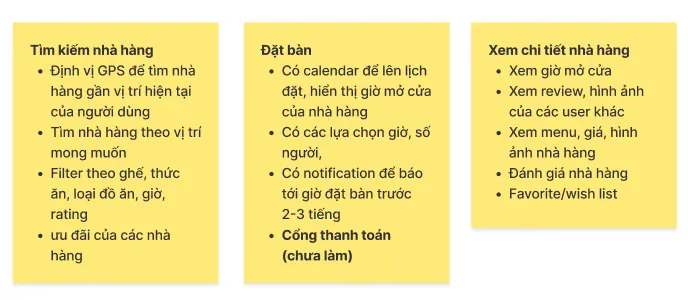 Tìm kiếm nhà hàng
• Định vị GPS để tìm nhà
hàng gần vị trí hiện tại
của người dùng
• Tìm nhà hàng theo vị trí
mong muốn
• Filter theo ghế, thức
ăn, loại đồ ăn, giờ,
rating
• ưu đãi của các nhà
hàng
Đặt bàn
• Có calendar để lên lịch
đặt, hiển thị giờ mở cửa
của nhà hàng
• Có các lựa chọn giờ, số
người,
• Có notification để báo
tới giờ đặt bàn trước
2-3 tiếng
• Cổng thanh toán
(chưa làm)
Xem chi tiết nhà hàng
• Xem giờ mở cửa
• Xem review, hình ảnh
của các user khác
• Xem menu, giá, hình
ảnh nhà hàng
• Đánh giá nhà hàng
• Favorite/wish list